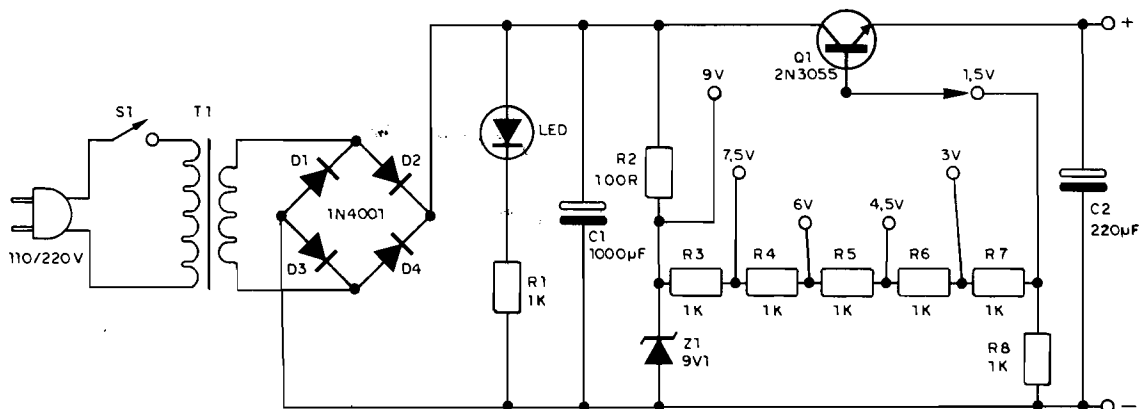 +
Q1
2N3055
9V
1,5V
S1
T1
LED
D1
D2
R2
100R
7,5V
3V
1N4001
6V
4,5V
C1
1000µF
C2
220µF
110/220V
D3
D4
R1
1K
R3
R4
R5
R6
R7
1K
1K
1K
1K
1K
Z1
9V1
R8
1K
−